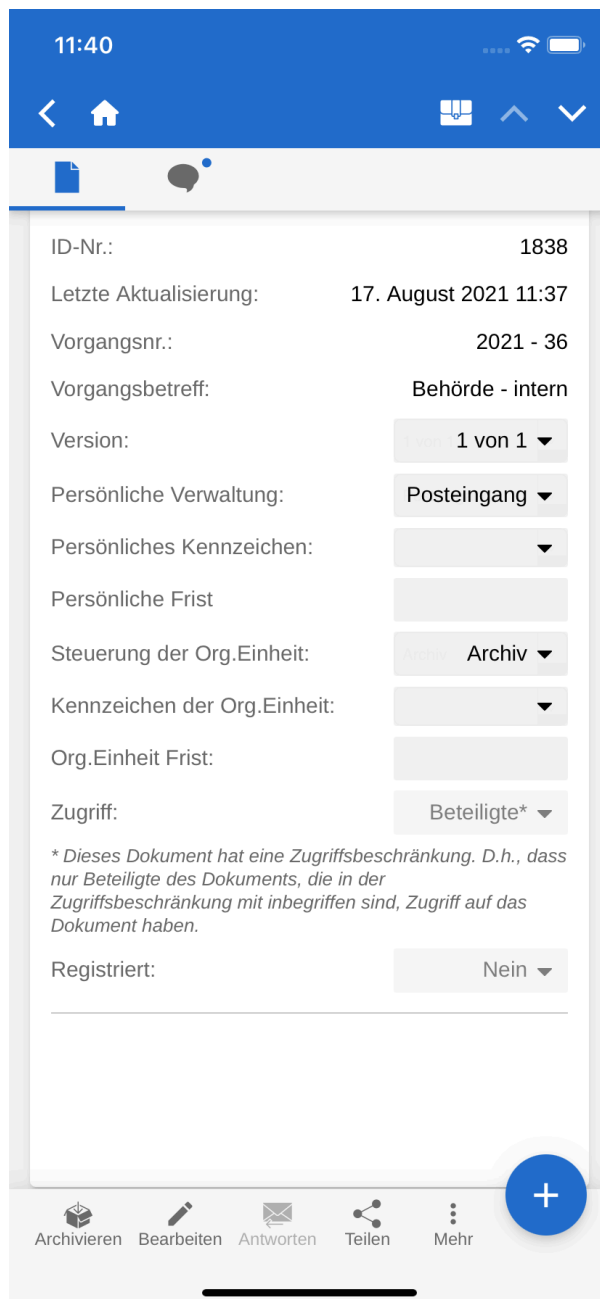 11:40
ID-Nr.: 1838
Letzte Aktualisierung: 17. August 2021 11:37
Vorgangsnr.: 2021 - 36
Vorgangsbetreff: Behörde - intern
Version: 1 von 1
Persönliche Verwaltung: Posteingang
Persönliches Kennzeichen:
Persönliche Frist
Steuerung der Org.Einheit: Archiv
Kennzeichen der Org.Einheit:
Org.Einheit Frist:
Zugriff: Beteiligte*
* Dieses Dokument hat eine Zugriffsbeschränkung. D.h., dass
nur Beteiligte des Dokuments, die in der
Zugriffsbeschränkung mit inbegriffen sind, Zugriff auf das
Dokument haben.
Registriert: Nein
Archivieren Bearbeiten Antworten Teilen Mehr